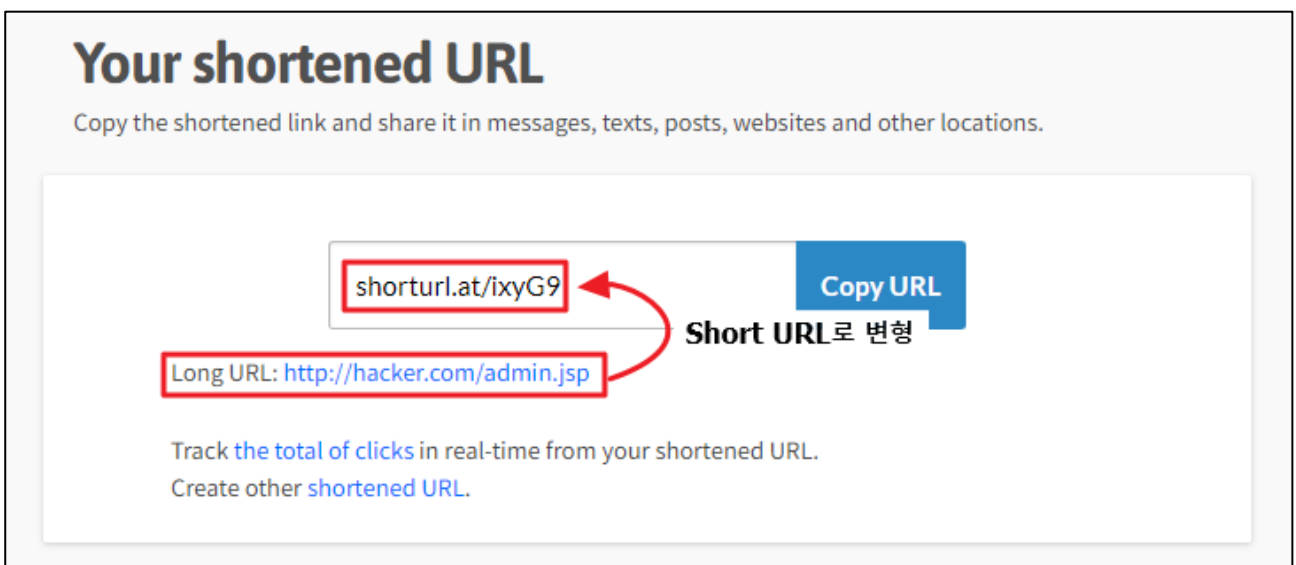 Your shortened URL
Copy the shortened link and share it in messages, texts, posts, websites and other locations.
shorturl.at/ixyG9
Copy URL
Short URL로 변형
Long URL: http://hacker.com/admin.jsp
Track the total of clicks in real-time from your shortened URL.
Create other shortened URL.